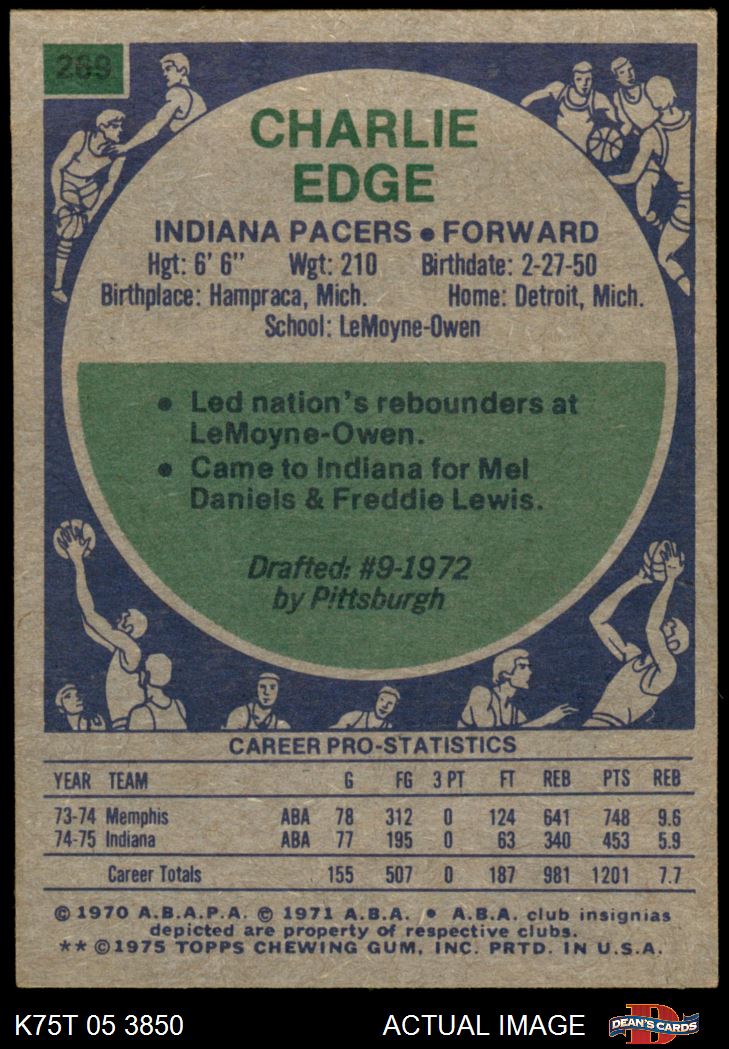 269
CHARLIE
EDGE
INDIANA PACERS • FORWARD
Hgt: 6' 6" Wgt: 210 Birthdate: 2-27-50
Birthplace: Hampraca, Mich. Home: Detroit, Mich.
School: LeMoyne-Owen
• Led nation's rebounders at
LeMoyne-Owen.
• Came to Indiana for Mel
Daniels & Freddie Lewis.
Drafted: #9-1972
by Pittsburgh
CAREER PRO-STATISTICS
YEAR TEAM G FG 3 PT FT REB PTS REB
73-74 Memphis ABA 78 312 0 124 641 748 9.6
74-75 Indiana ABA 77 195 0 63 340 453 5.9
Career Totals 155 507 0 187 981 1201 7.7
© 1970 A.B.A.P.A. © 1971 A.B.A. • A.B.A. club insignias
depicted are property of respective clubs.
** © 1975 TOPPS CHEWING GUM, INC. PRTD. IN U.S.A.
K75T 05 3850 ACTUAL IMAGE D DEAN'S CARDS